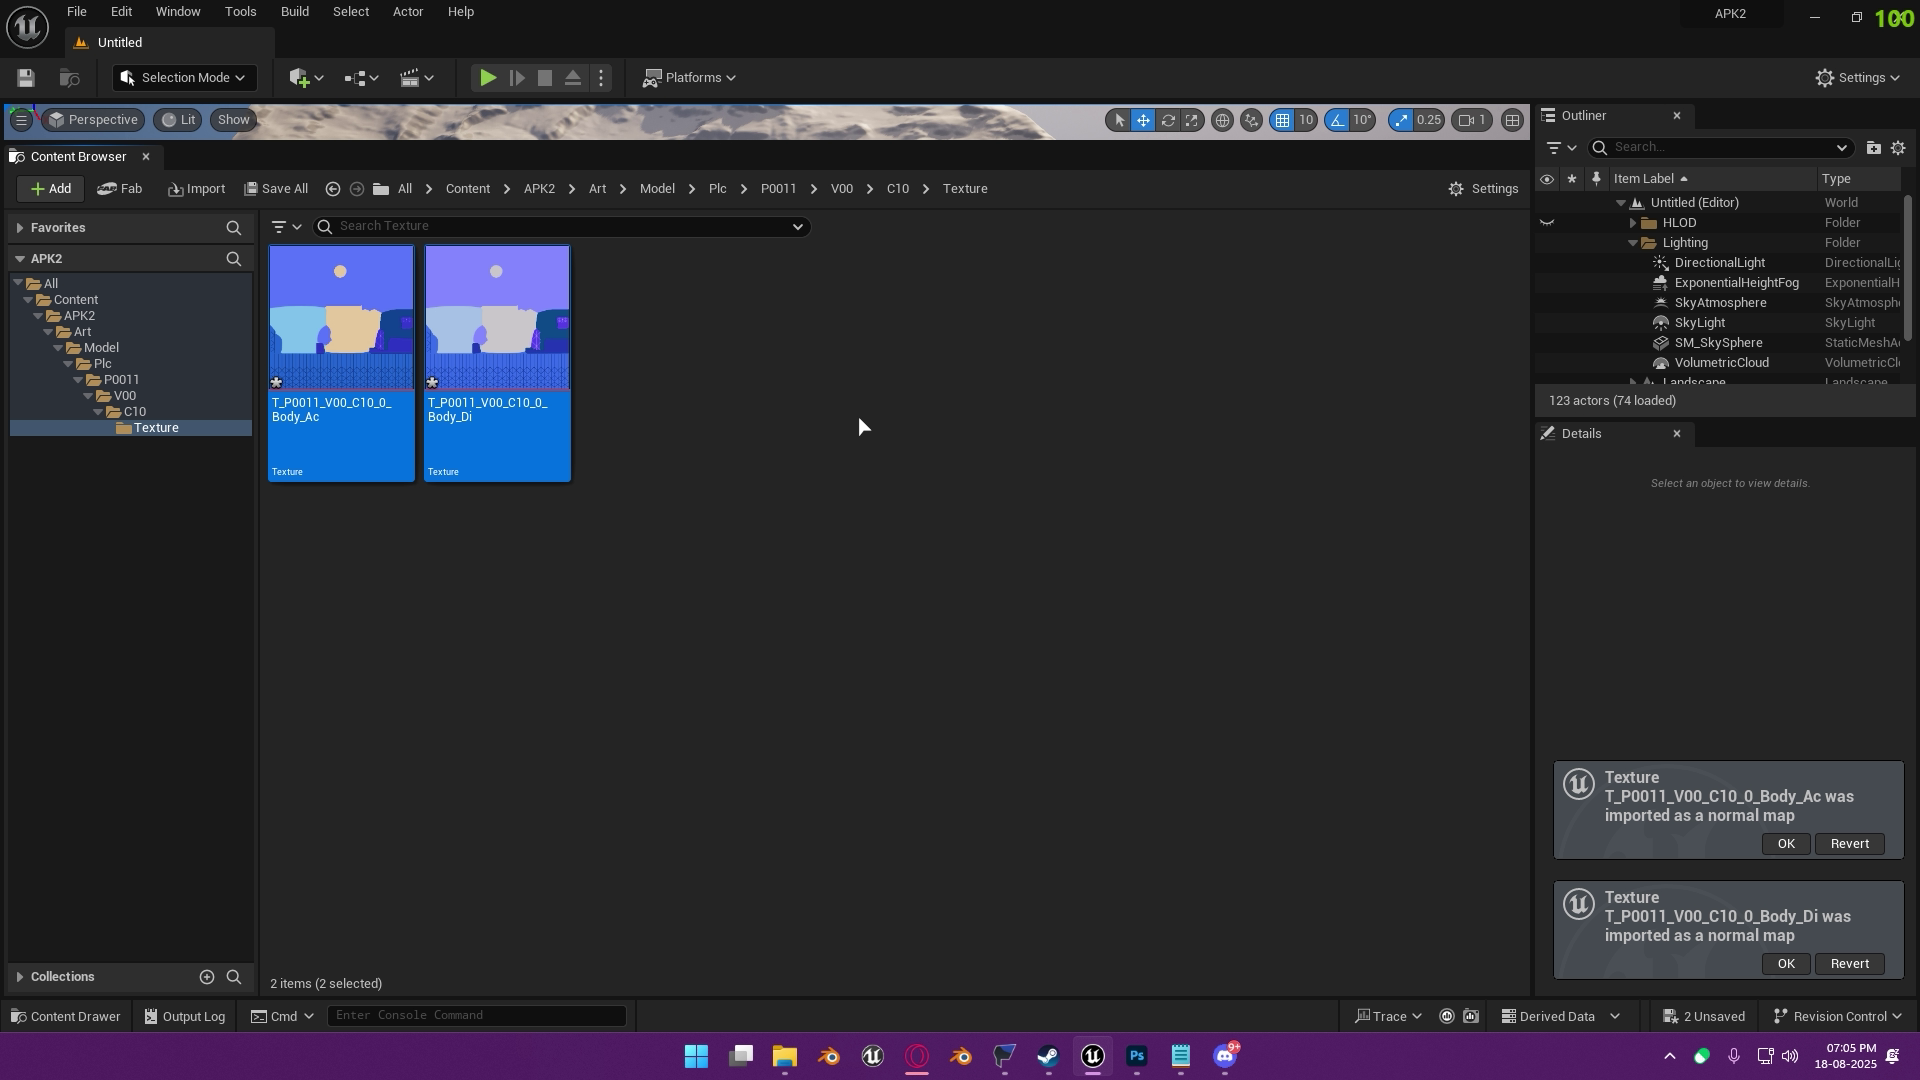 File Edit Window Tools Build Select Actor Help
APK2
100
Untitled
Selection Mode
Platforms
Settings
Perspective Lit Show
10 10° 0.25 1
Outliner
Content Browser
Search...
Add Fab Import Save All All Content APK2 Art Model Plc P0011 V00 C10 Texture Settings
Item Label Type
Favorites
Search Texture
Untitled (Editor) World
HLOD Folder
Lighting Folder
APK2
DirectionalLight DirectionalLig
All
ExponentialHeightFog ExponentialH
Content
SkyAtmosphere SkyAtmosphe
APK2
SkyLight SkyLight
Art
SM_SkySphere StaticMeshAc
Model
VolumetricCloud VolumetricCl
Plc
Landscape Landscape
P0011
V00
123 actors (74 loaded)
C10
Texture
T_P0011_V00_C10_0_
Body_Ac
Texture
T_P0011_V00_C10_0_
Body_Di
Texture
Details
Select an object to view details.
Texture
T_P0011_V00_C10_0_Body_Ac was
imported as a normal map
OK Revert
Texture
T_P0011_V00_C10_0_Body_Di was
imported as a normal map
OK Revert
Collections
2 items (2 selected)
Content Drawer Output Log Cmd Enter Console Command Trace Derived Data 2 Unsaved Revision Control
Ps
9+
07:05 PM
18-08-2025